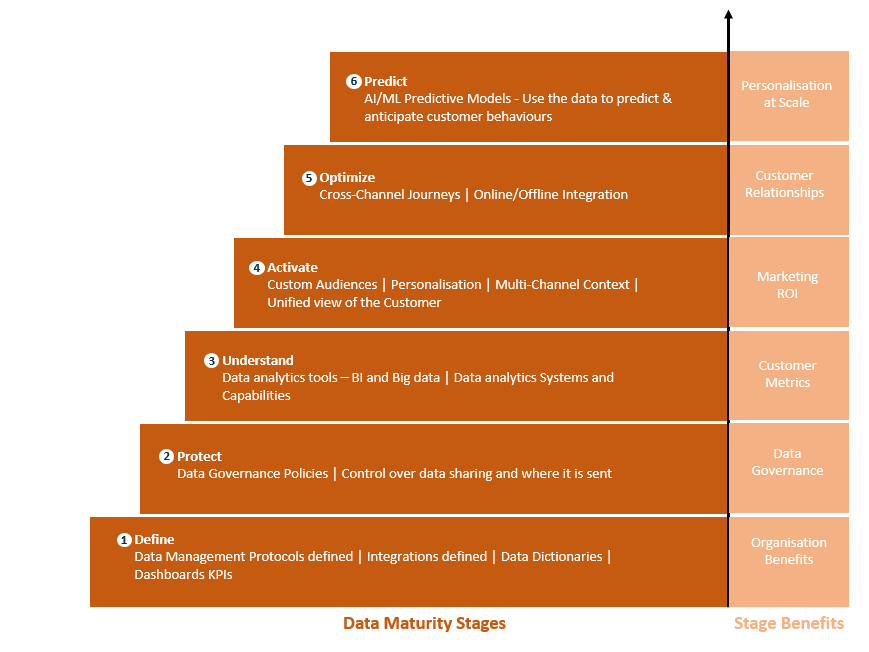 6 Predict
AI/ML Predictive Models - Use the data to predict &
anticipate customer behaviours
Personalisation
at Scale
5 Optimize
Cross-Channel Journeys | Online/Offline Integration
Customer
Relationships
4 Activate
Custom Audiences | Personalisation | Multi-Channel Context |
Unified view of the Customer
Marketing
ROI
3 Understand
Data analytics tools – BI and Big data | Data analytics Systems and
Capabilities
Customer
Metrics
2 Protect
Data Governance Policies | Control over data sharing and where it is sent
Data
Governance
1 Define
Data Management Protocols defined | Integrations defined | Data Dictionaries |
Dashboards KPIs
Organisation
Benefits
Data Maturity Stages
Stage Benefits